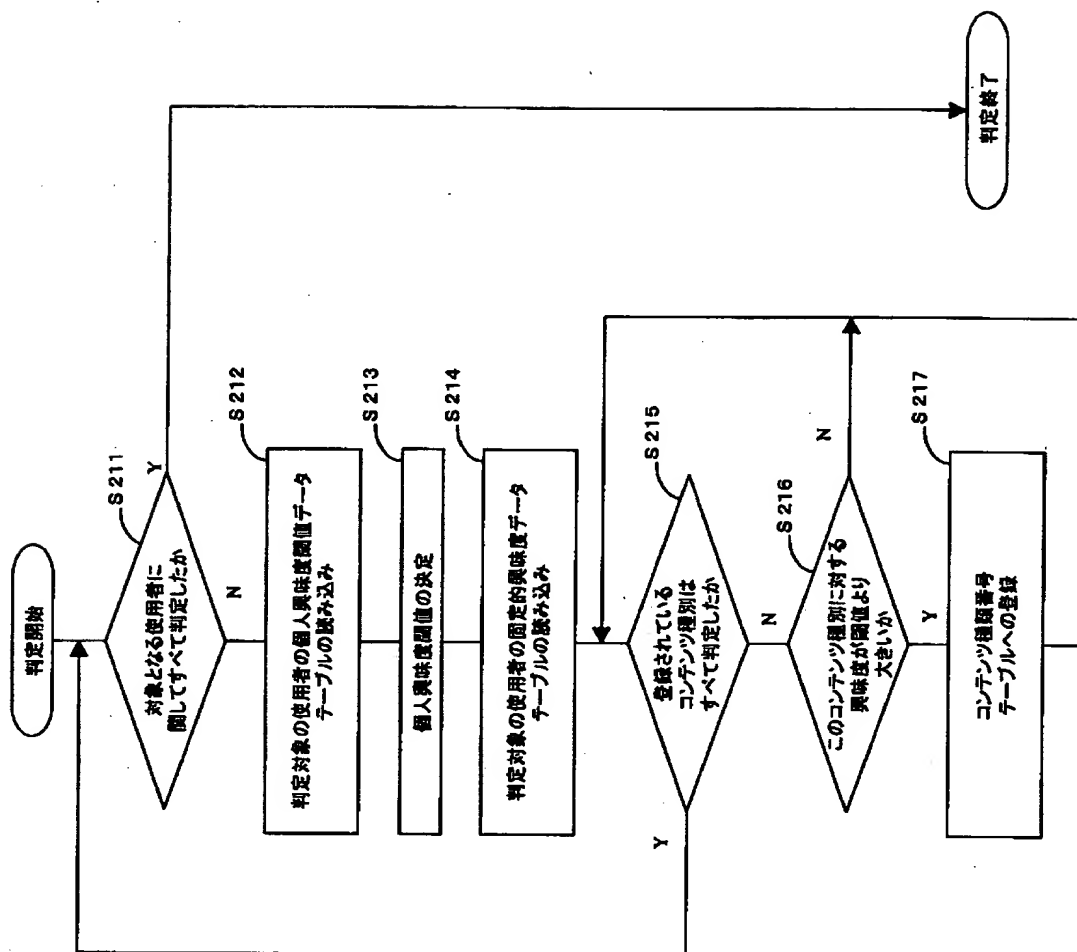 判定開始
S211
対象となる使用者に
関してすべて判定したか
Y
N
S212
判定対象の使用者の個人興味度閾値データ
テーブルの読み込み
S213
個人興味度閾値の決定
S214
判定対象の使用者の固定的興味度データ
テーブルの読み込み
S215
登録されている
コンテンツ種別は
すべて判定したか
Y
N
S216
このコンテンツ種別に対する
興味度が閾値より
大きいか
N
Y
S217
コンテンツ種類番号
テーブルへの登録
判定終了